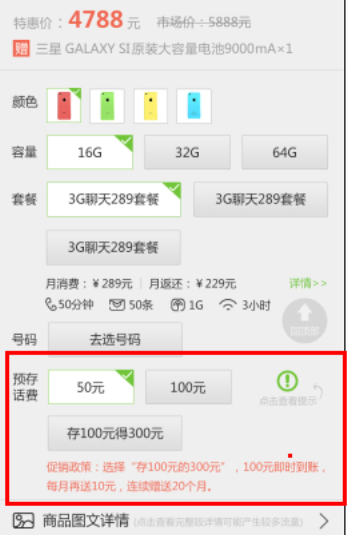 特惠价：4788 元 市场价：5888元
赠 三星 GALAXY SI原装大容量电池9000mA×1
颜色
容量 16G 32G 64G
套餐 3G聊天289套餐 3G聊天289套餐
3G聊天289套餐
月消费：￥289元 月返还：￥229元 详情>>
50分钟 50条 1G 3小时
回顶部
号码 去选号码
预存
话费 50元 100元
点击查看提示
存100元得300元
促销政策：选择“存100元的300元”，100元即时到账，
每月再送10元，连续赠送20个月。
商品图文详情 (点击查看完整版详情可能产生较多流量)